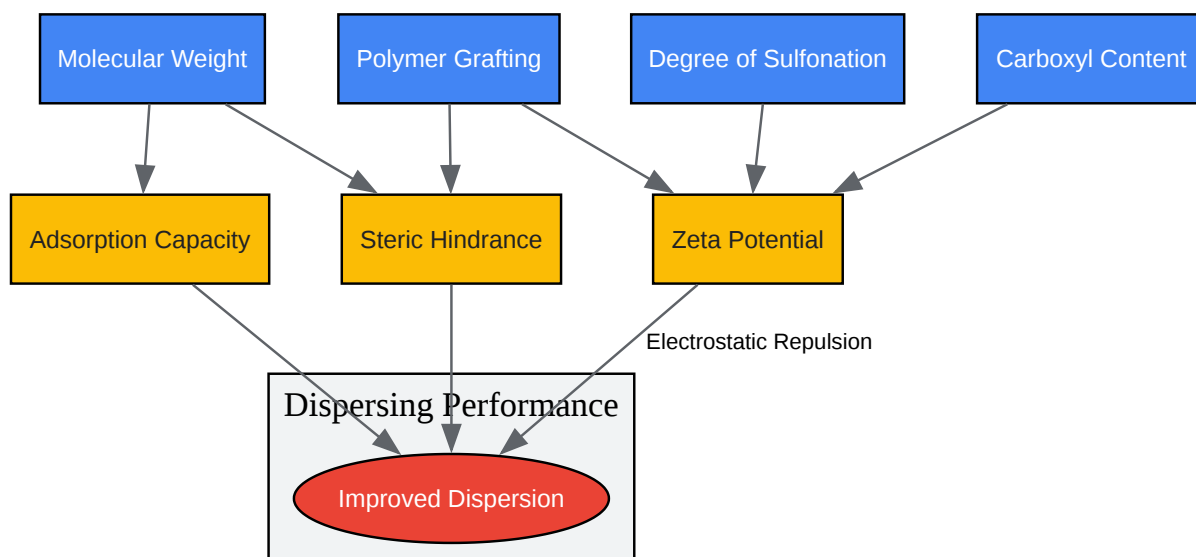 Molecular Weight
Polymer Grafting
Degree of Sulfonation
Carboxyl Content
Adsorption Capacity
Steric Hindrance
Zeta Potential
Electrostatic Repulsion
Dispersing Performance
Improved Dispersion